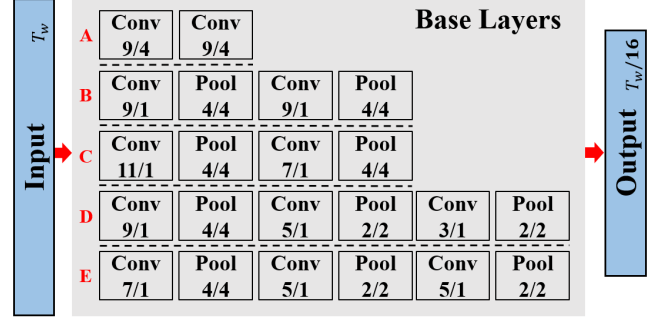 Base Layers
Input
T_w
A
Conv 9/4
Conv 9/4
B
Conv 9/1
Pool 4/4
Conv 9/1
Pool 4/4
C
Conv 11/1
Pool 4/4
Conv 7/1
Pool 4/4
D
Conv 9/1
Pool 4/4
Conv 5/1
Pool 2/2
Conv 3/1
Pool 2/2
E
Conv 7/1
Pool 4/4
Conv 5/1
Pool 2/2
Conv 5/1
Pool 2/2
Output
T_w/16